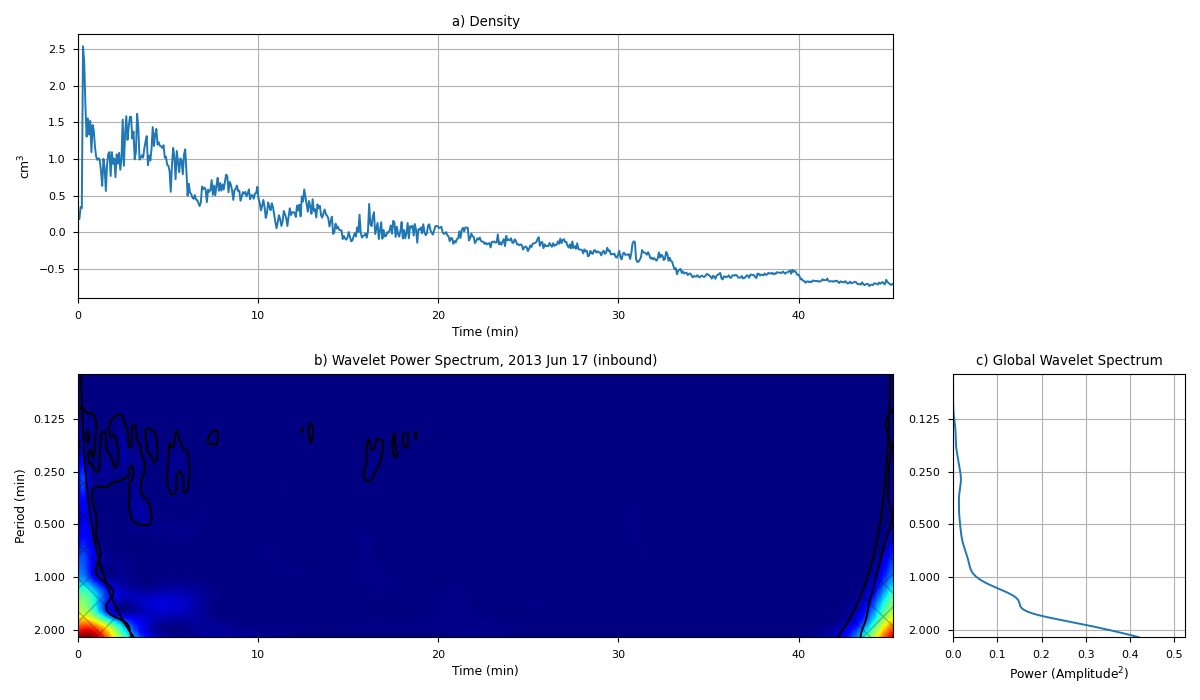 a) Density
cm³
2.5
2.0
1.5
1.0
0.5
0.0
−0.5
0 10 20 30 40
Time (min)
b) Wavelet Power Spectrum, 2013 Jun 17 (inbound)
Period (min)
0.125
0.250
0.500
1.000
2.000
0 10 20 30 40
Time (min)
c) Global Wavelet Spectrum
0.125
0.250
0.500
1.000
2.000
0.0 0.1 0.2 0.3 0.4 0.5
Power (Amplitude²)